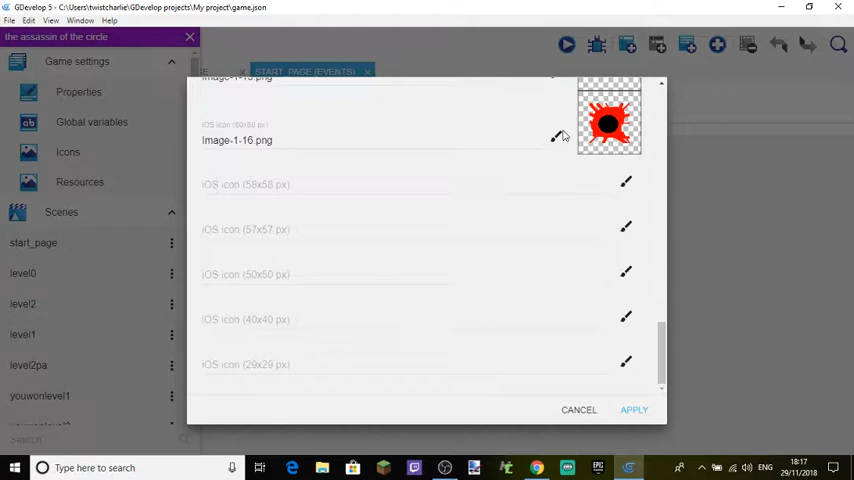 GDevelop 5 - C:\Users\twistcharlie\GDevelop projects\My project\game.json
File Edit View Window Help
the assassin of the circle
Game settings
START_PAGE (EVENTS)
Properties
Global variables
Icons
Resources
Scenes
start_page
level0
level2
level1
level2pa
youwonlevel1
Search
iOS icon (60x60 px)
Image-1-16.png
iOS icon (58x58 px)
iOS icon (57x57 px)
iOS icon (50x50 px)
iOS icon (40x40 px)
iOS icon (29x29 px)
CANCEL APPLY
Type here to search
EPIC
ENG
18:17
29/11/2018